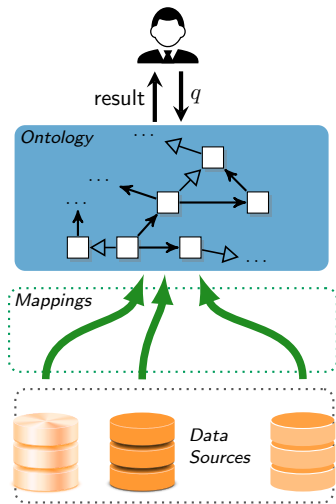 result
q
Ontology
...
...
...
...
Mappings
Data
Sources